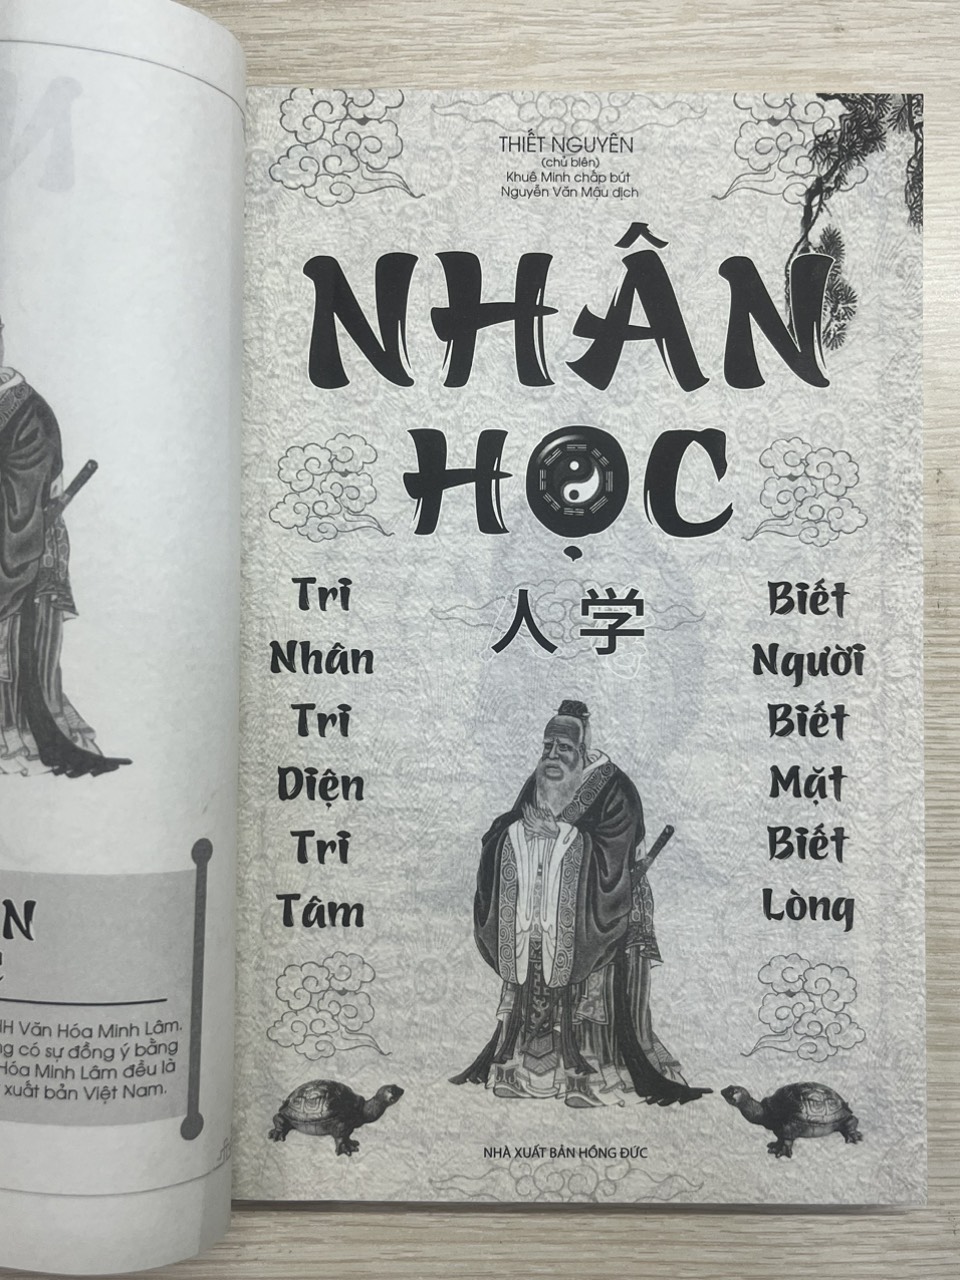 THIẾT NGUYÊN
(chủ biên)
Khuê Minh chấp bút
Nguyễn Văn Mậu dịch
NHÂN
HỌC
人学
Tri
Nhân
Tri
Diện
Tri
Tâm
Biết
Người
Biết
Mặt
Biết
Lòng
NHÀ XUẤT BẢN HỒNG ĐỨC
N
Văn Hóa Minh Lâm.
có sự đồng ý bằng
Hóa Minh Lâm đều là
xuất bản Việt Nam.